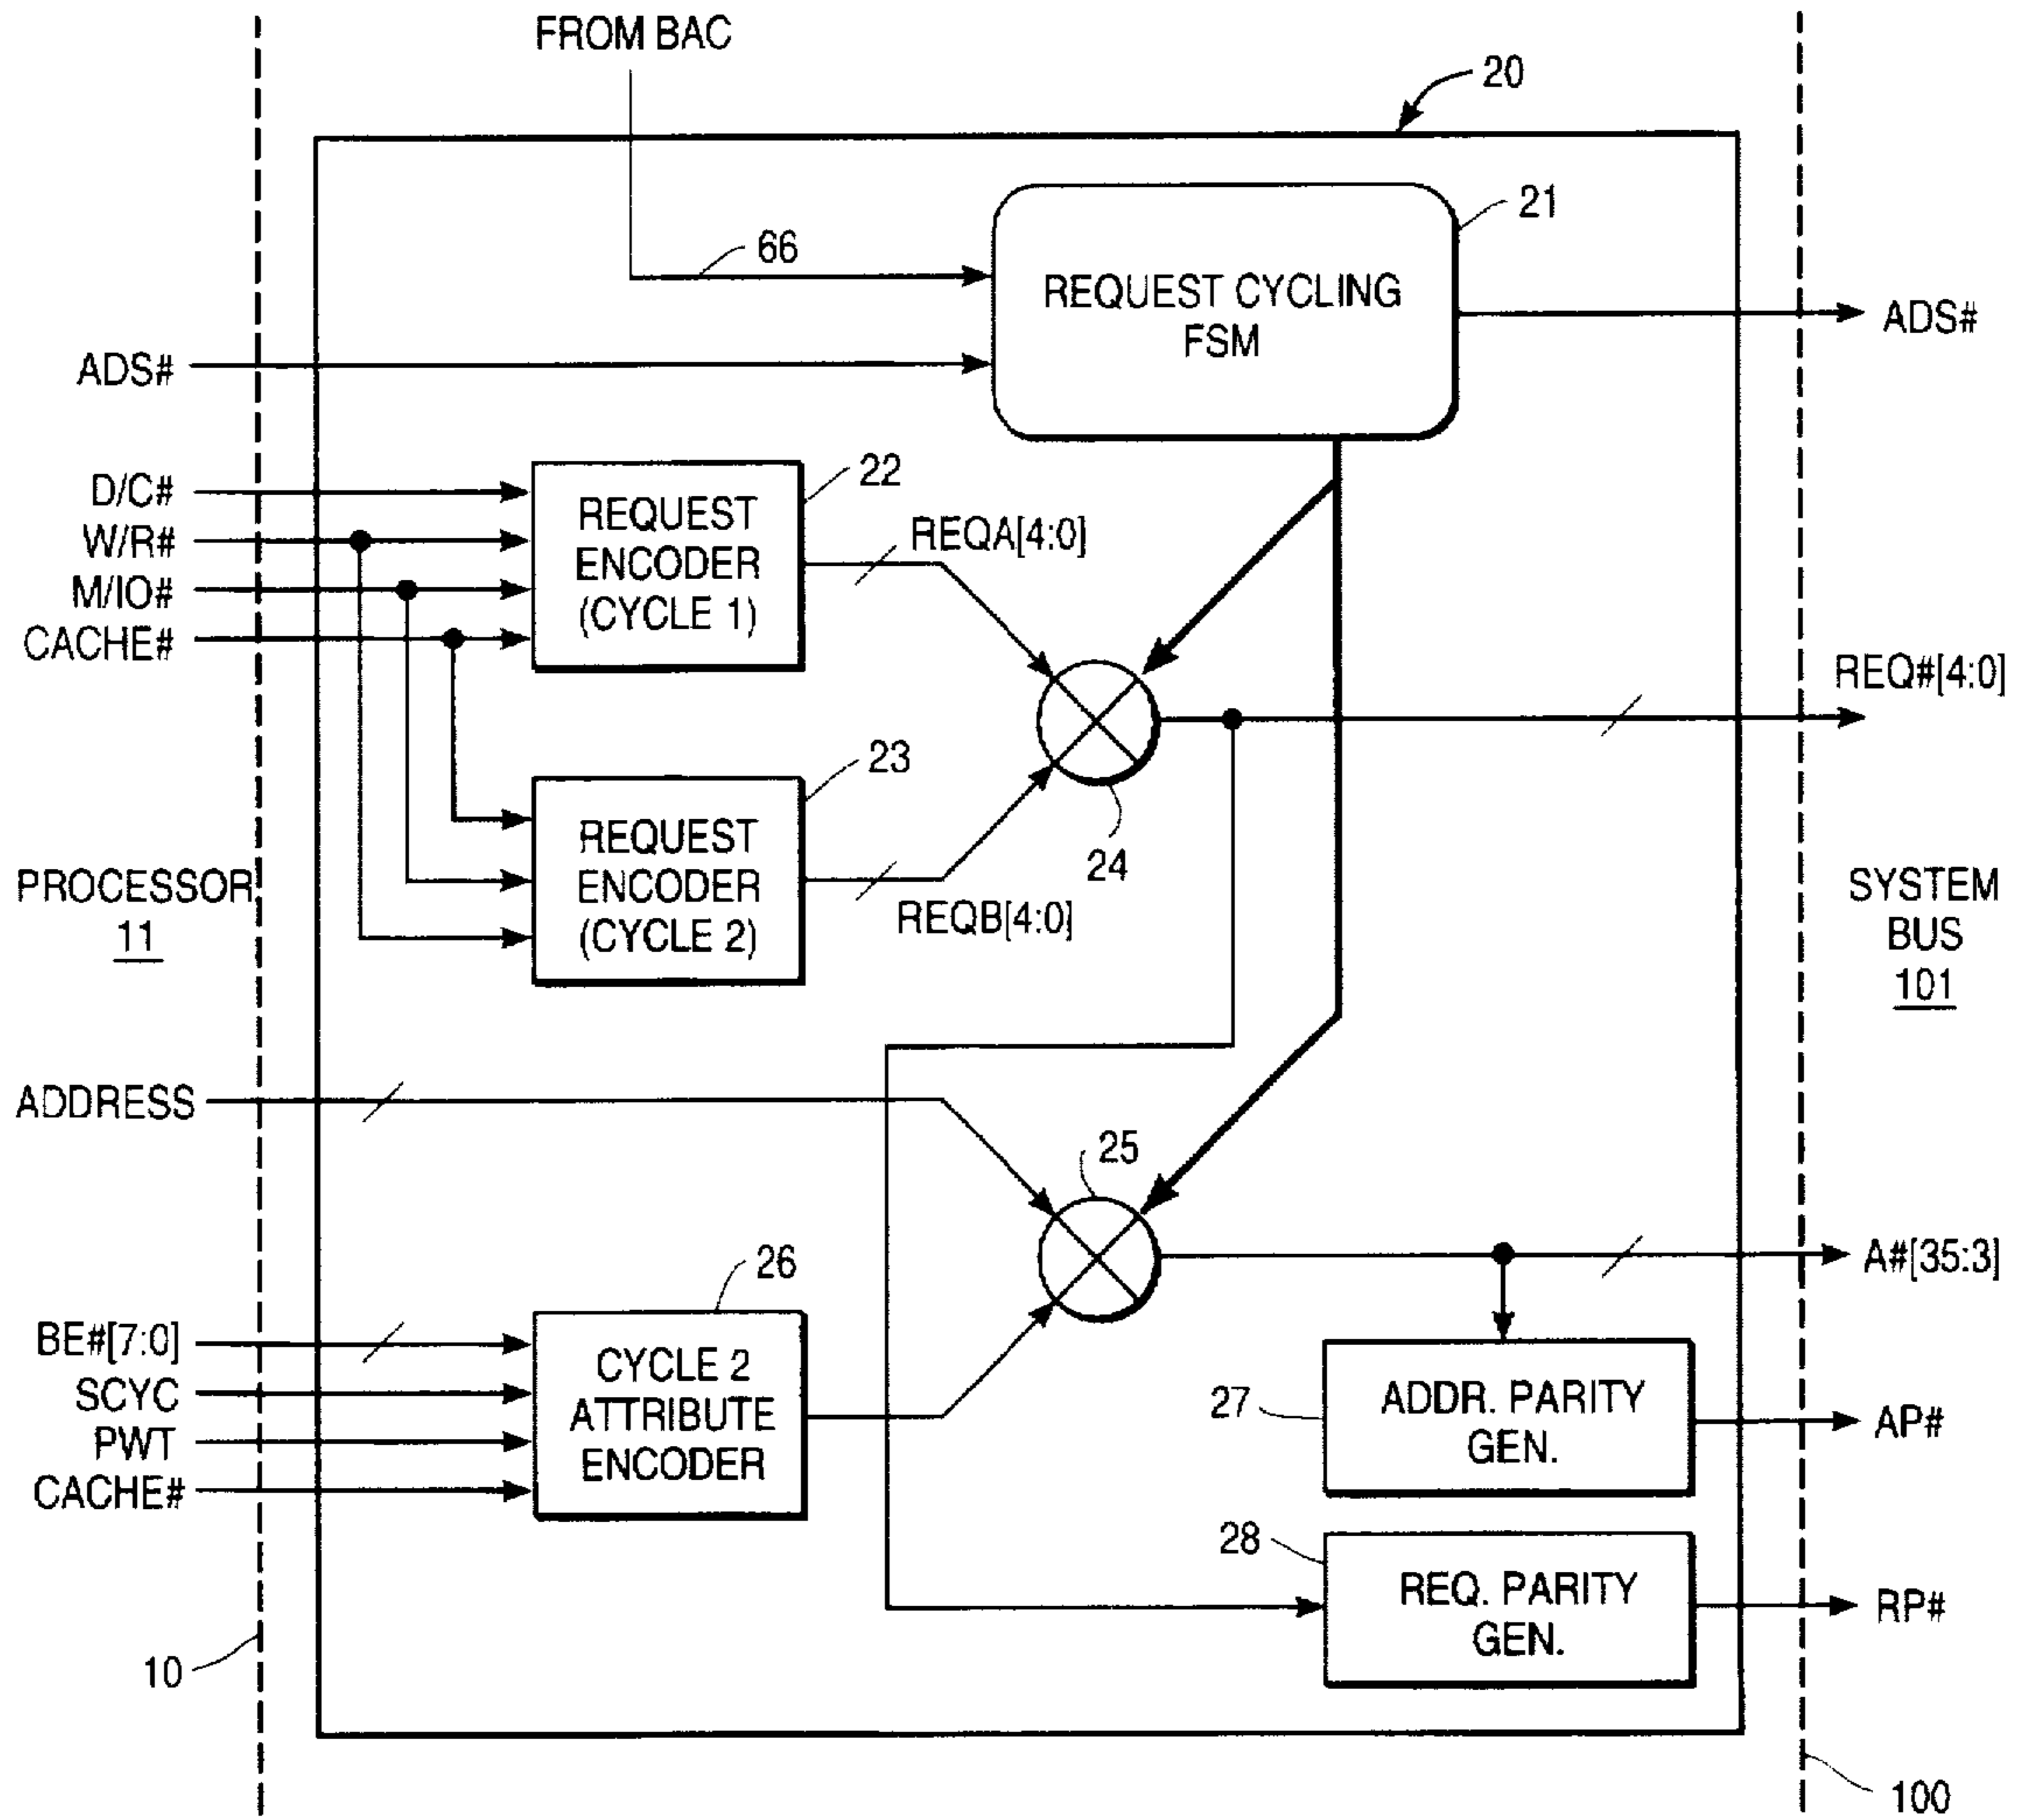 FROM BAC
20
21
66
REQUEST CYCLING
FSM
ADS#
ADS#
D/C#
W/R#
M/IO#
CACHE#
22
REQUEST
ENCODER
(CYCLE 1)
REQA[4:0]
REQ#[4:0]
23
REQUEST
ENCODER
(CYCLE 2)
REQB[4:0]
24
PROCESSOR
11
SYSTEM
BUS
101
ADDRESS
25
26
A#[35:3]
BE#[7:0]
SCYC
PWT
CACHE#
CYCLE 2
ATTRIBUTE
ENCODER
27
ADDR. PARITY
GEN.
AP#
28
REQ. PARITY
GEN.
RP#
10
100